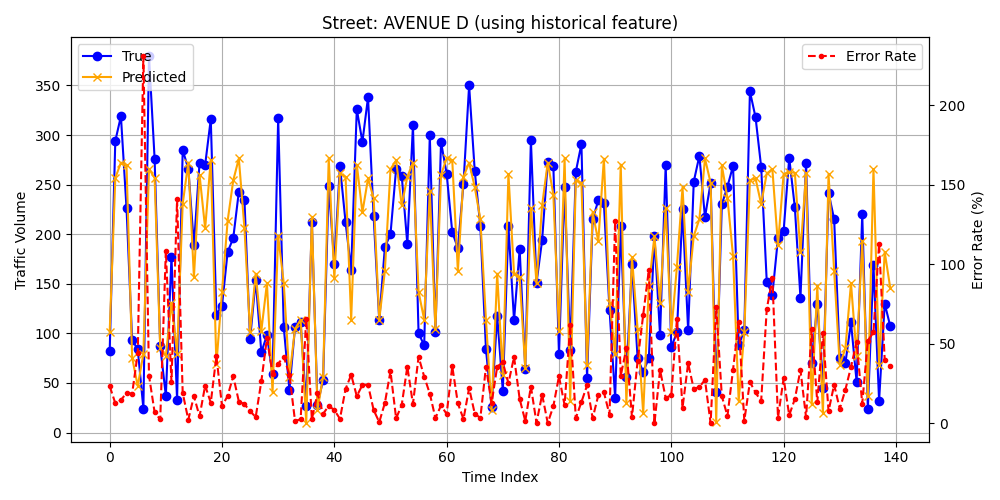 Street: AVENUE D (using historical feature)
True
Predicted
Error Rate
Traffic Volume
0
50
100
150
200
250
300
350
0
50
100
150
200
Error Rate (%)
0 20 40 60 80 100 120 140
Time Index